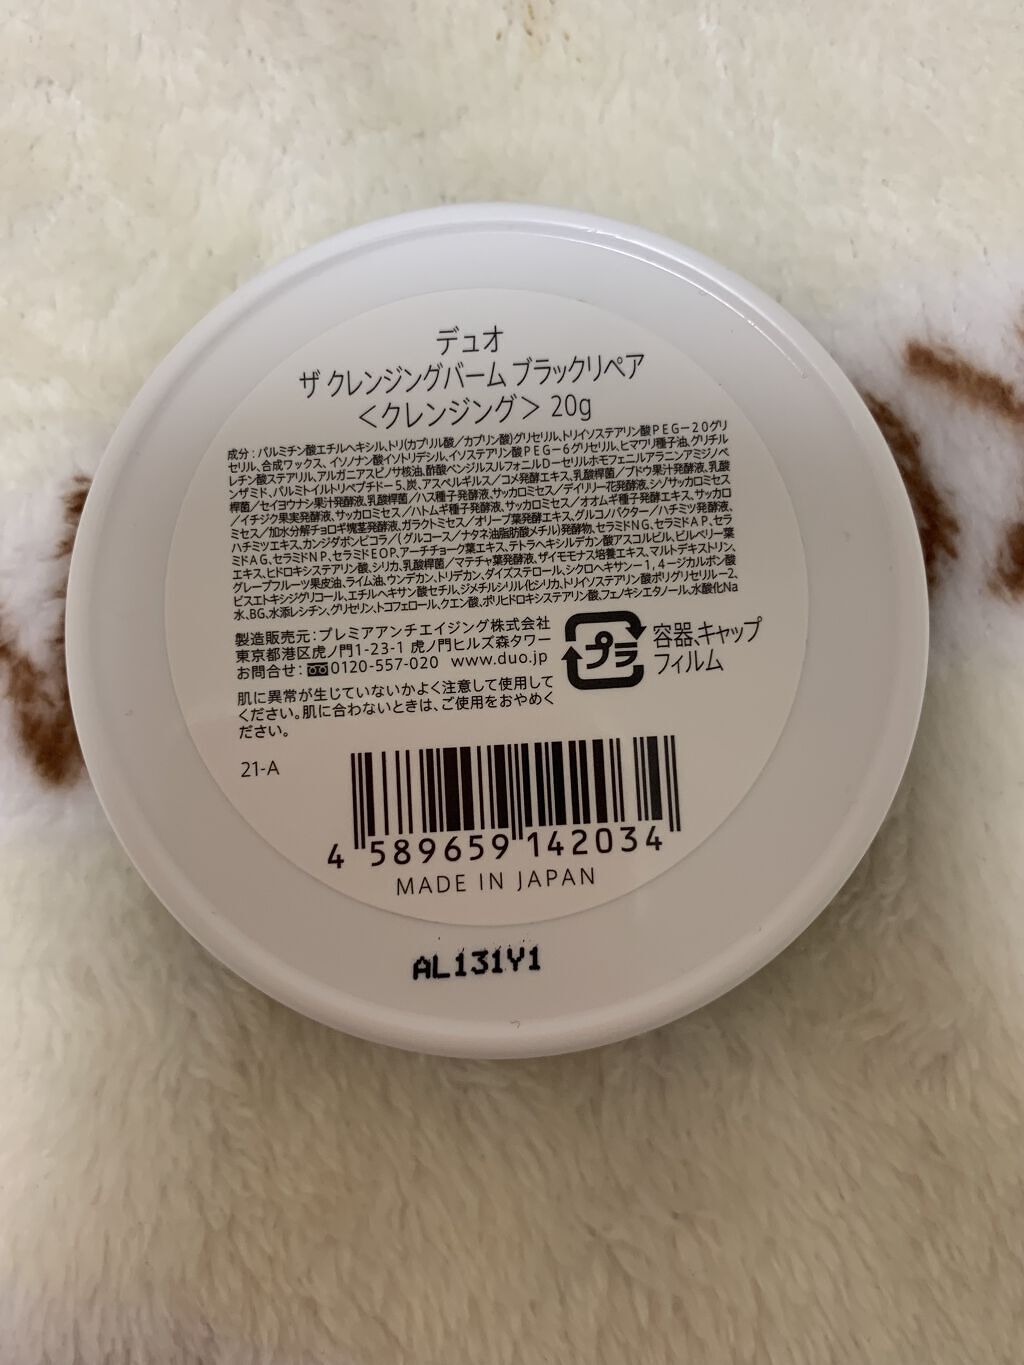 デュオ
ザ クレンジングバーム ブラックリペア
＜クレンジング＞ 20g
成分：パルミチン酸エチルヘキシル、トリ(カプリル酸／カプリン酸)グリセリル、トリイソステアリン酸PEG－20グリ
セリル、合成ワックス、イソノナン酸イソトリデシル、イソステアリン酸PEG－6グリセリル、ヒマワリ種子油、グリチル
レチン酸ステアリル、アルガニアスピノサ核油、酢酸ベンジルスルフォニルD－セリルホモフェニルアラニンアミジノベ
ンザミド、パルミトイルトリペプチド－5、炭、アスペルギルス／コメ発酵エキス、乳酸桿菌／ブドウ果汁発酵液、乳酸
桿菌／セイヨウナシ果汁発酵液、乳酸桿菌／ハス種子発酵液、サッカロミセス／デイリリー花発酵液、シゾサッカロミセス
／イチジク果実発酵液、サッカロミセス／ハトムギ種子発酵液、サッカロミセス／オオムギ種子発酵エキス、サッカロ
ミセス／加水分解チョロギ塊茎発酵液、ガラクトミセス／オリーブ葉発酵エキス、グルコノバクター／ハチミツ発酵液、
ハチミツエキス、カンジダボンビコラ／(グルコース／ナタネ油脂肪酸メチル)発酵物、セラミドNG、セラミドAP、セラ
ミドAG、セラミドNP、セラミドEOP、アーチチョーク葉エキス、テトラヘキシルデカン酸アスコルビル、ビルベリー葉
エキス、ヒドロキシステアリン酸、シリカ、乳酸桿菌／マテチャ葉発酵液、ザイモモナス培養エキス、マルトデキストリン、
グレープフルーツ果皮油、ライム油、ウンデカン、トリデカン、ダイズステロール、シクロヘキサン－1，4－ジカルボン酸
ビスエトキシジグリコール、エチルヘキサン酸セチル、ジメチルシリル化シリカ、トリイソステアリン酸ポリグリセリル－2、
水、BG、水添レシチン、グリセリン、トコフェロール、クエン酸、ポリヒドロキシステアリン酸、フェノキシエタノール、水酸化Na
製造販売元：プレミアアンチエイジング株式会社
東京都港区虎ノ門1-23-1 虎ノ門ヒルズ森タワー
お問合せ：0120-557-020 www.duo.jp
プラ
容器、キャップ
フィルム
肌に異常が生じていないかよく注意して使用して
ください。肌に合わないときは、ご使用をおやめく
ださい。
21-A
4 589659 142034
MADE IN JAPAN
AL131Y1